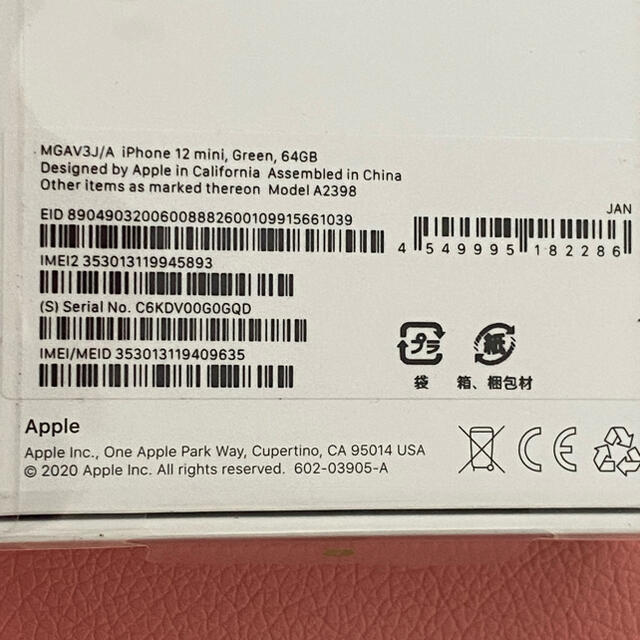 MGAV3J/A iPhone 12 mini, Green, 64GB
Designed by Apple in California Assembled in China
Other items as marked thereon Model A2398
EID 89049032006008882600109915661039
JAN
4 549995 182286
IMEI2 353013119945893
(S) Serial No. C6KDV00G0GQD
IMEI/MEID 353013119409635
プラ 紙
袋 箱、梱包材
Apple
Apple Inc., One Apple Park Way, Cupertino, CA 95014 USA
© 2020 Apple Inc. All rights reserved. 602-03905-A
CE